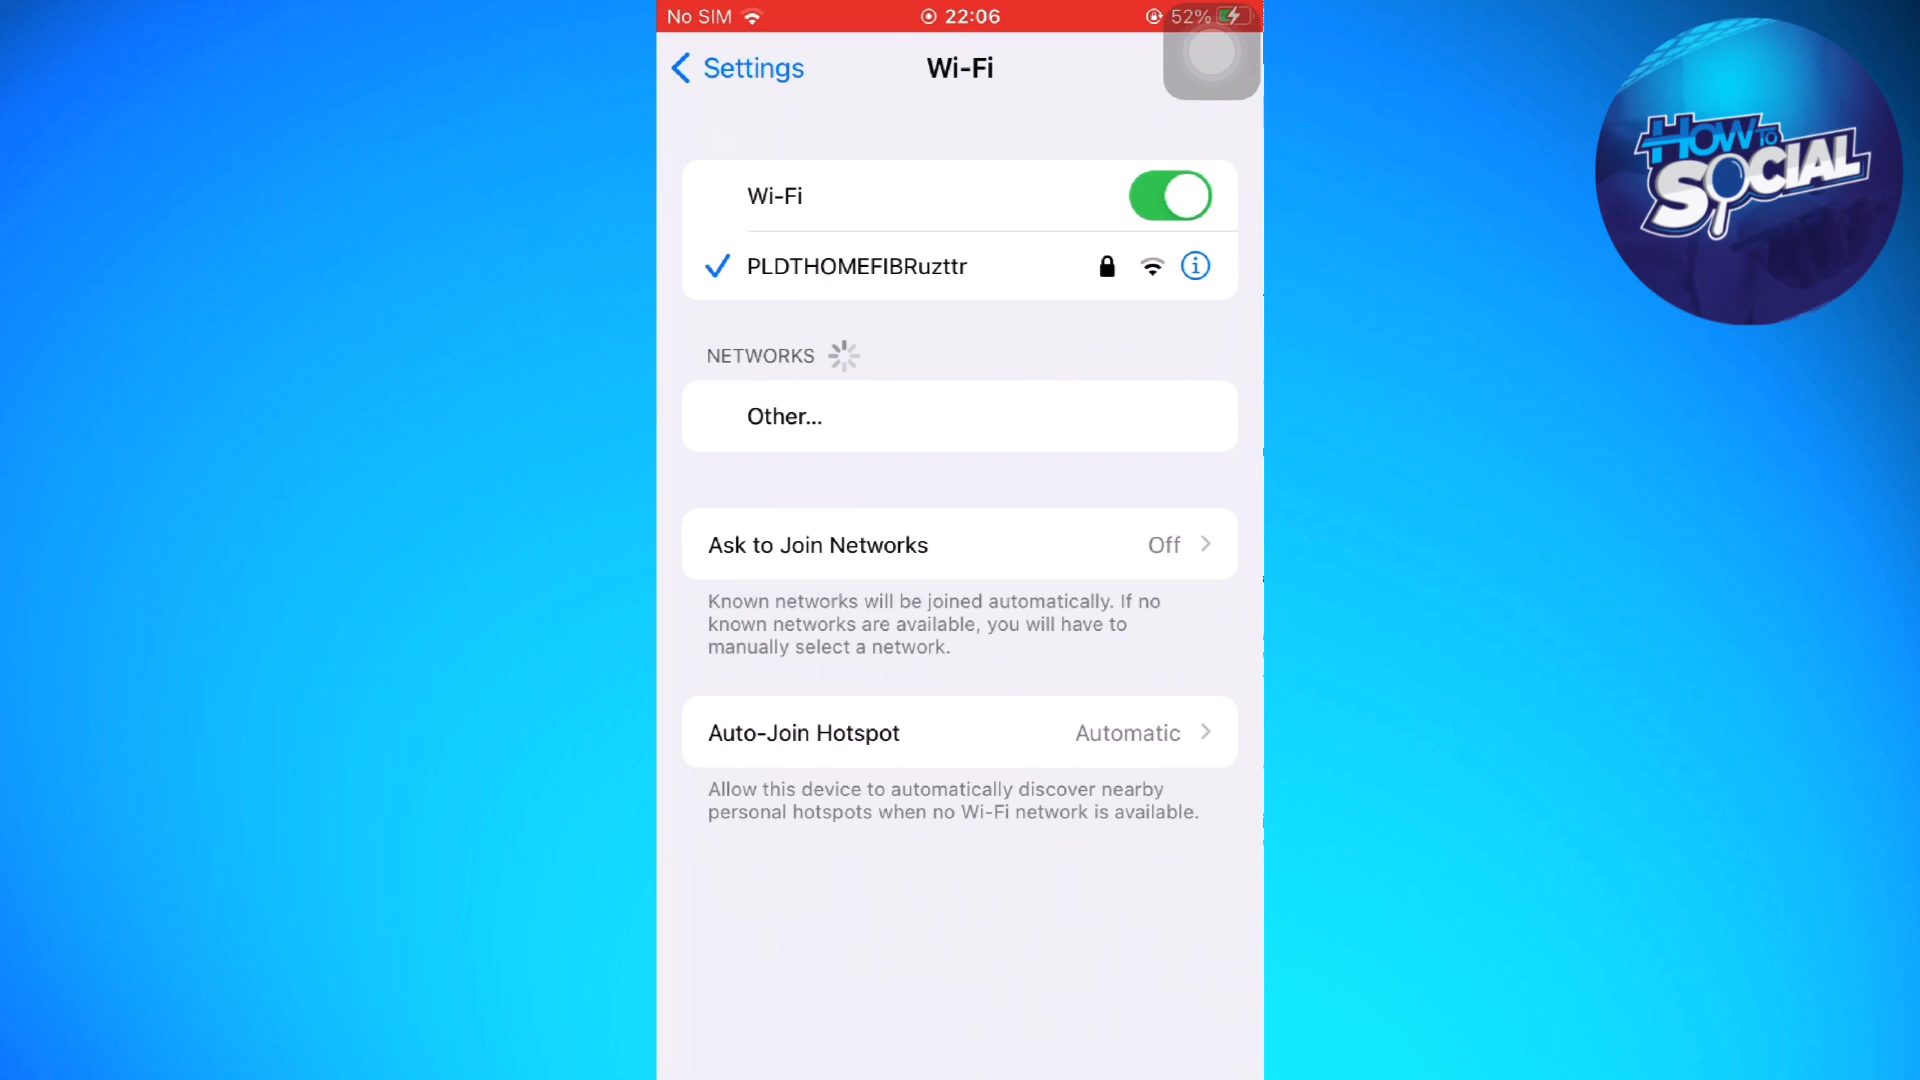 No SIM
22:06
52%
Settings
Wi-Fi
Wi-Fi
PLDTHOMEFIBRuzttr
NETWORKS
Other...
Ask to Join Networks
Off
Known networks will be joined automatically. If no
known networks are available, you will have to
manually select a network.
Auto-Join Hotspot
Automatic
Allow this device to automatically discover nearby
personal hotspots when no Wi-Fi network is available.
HOW TO
SOCIAL